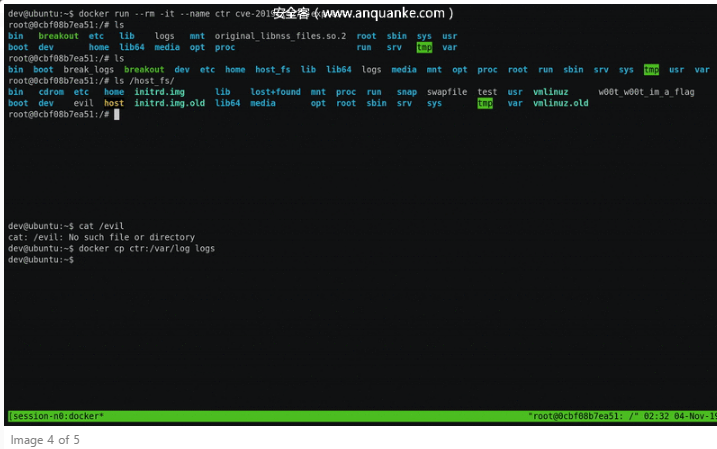 dev@ubuntu:~$ docker run --rm -it --name ctr cve-2019 安全客（www.anquanke.com）
root@0cbf08b7ea51:/# ls
bin breakout etc lib logs mnt original_libnss_files.so.2 root sbin sys usr
boot dev home lib64 media opt proc run srv tmp var
root@0cbf08b7ea51:/# ls
bin boot break_logs breakout dev etc home host_fs lib lib64 logs media mnt opt proc root run sbin srv sys tmp usr var
root@0cbf08b7ea51:/# ls /host_fs/
bin cdrom etc home initrd.img lib lost+found mnt proc run snap swapfile test usr vmlinuz w00t_w00t_im_a_flag
boot dev evil host initrd.img.old lib64 media opt root sbin srv sys tmp var vmlinuz.old
root@0cbf08b7ea51:/#
dev@ubuntu:~$ cat /evil
cat: /evil: No such file or directory
dev@ubuntu:~$ docker cp ctr:/var/log logs
dev@ubuntu:~$
[session-n0:docker* "root@0cbf08b7ea51: /" 02:32 04-Nov-19
Image 4 of 5